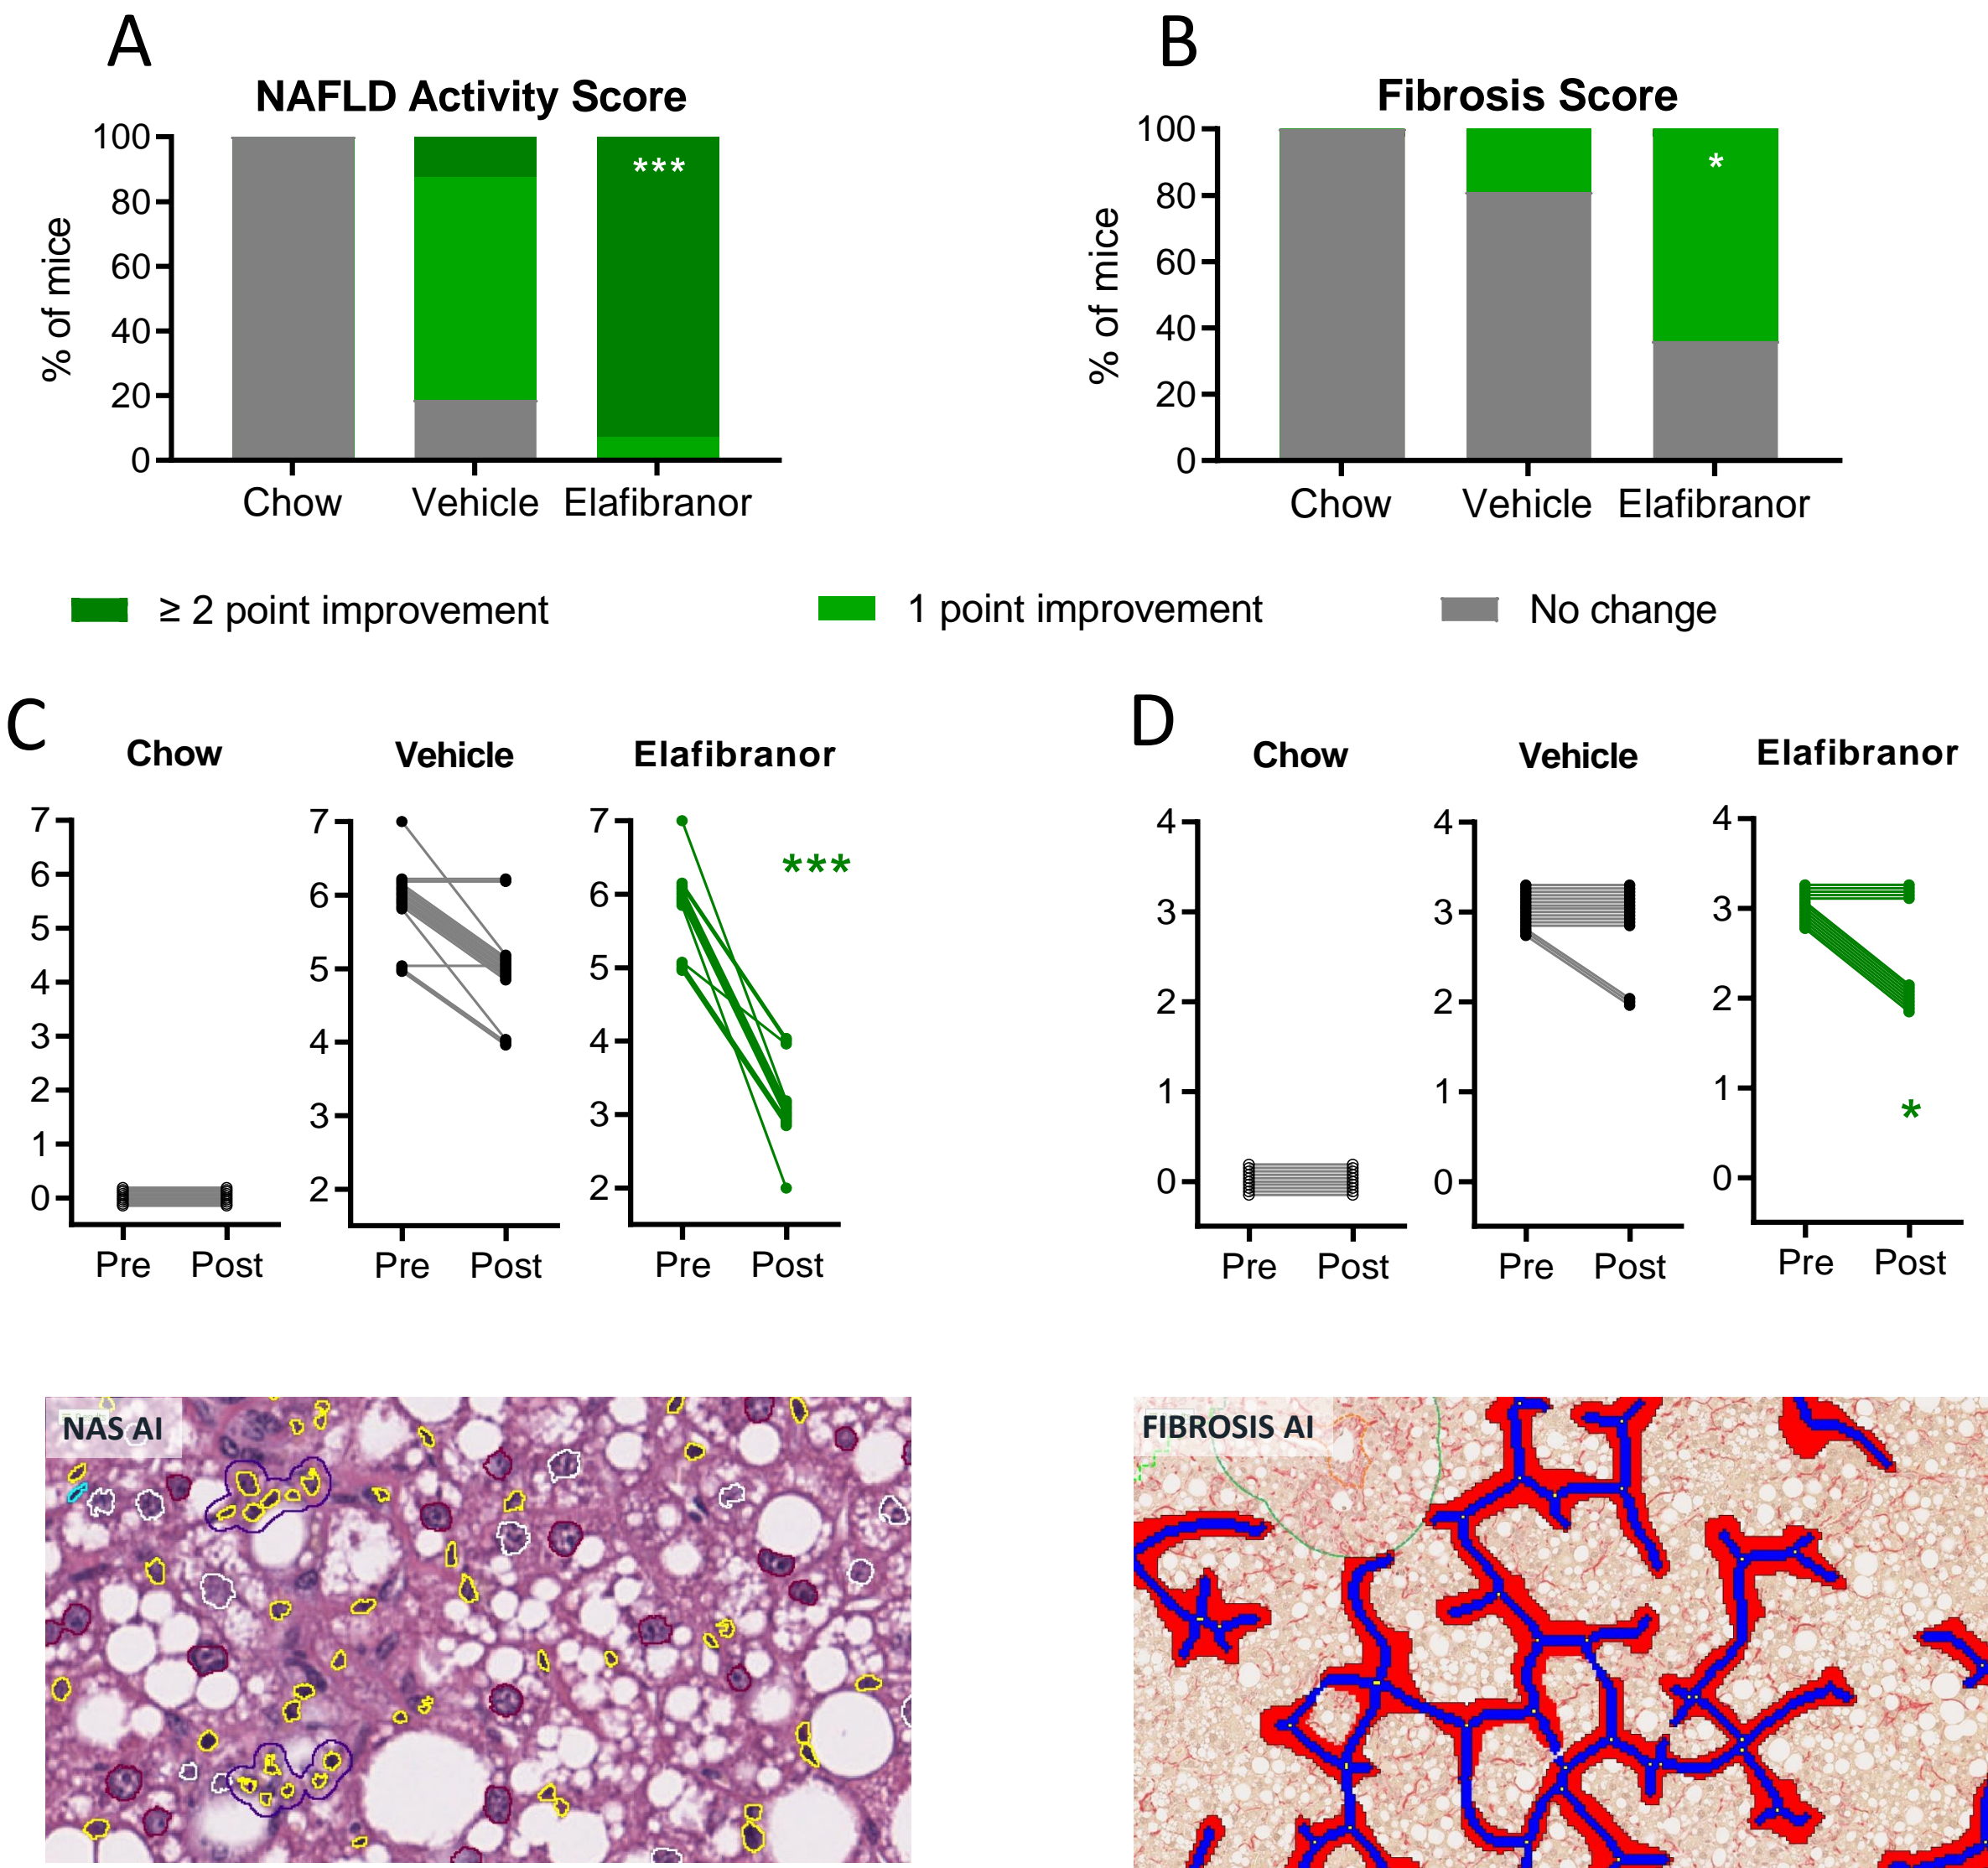 A
B
NAFLD Activity Score
Fibrosis Score
% of mice
100
80
60
40
20
0
Chow
Vehicle
Elafibranor
***
% of mice
100
80
60
40
20
0
Chow
Vehicle
Elafibranor
*
≥ 2 point improvement
1 point improvement
No change
C
Chow
Vehicle
Elafibranor
7
6
5
4
3
2
1
0
Pre
Post
7
6
5
4
3
2
Pre
Post
7
6
5
4
3
2
***
Pre
Post
D
Chow
Vehicle
Elafibranor
4
3
2
1
0
Pre
Post
4
3
2
1
0
Pre
Post
4
3
2
1
0
*
Pre
Post
NAS AI
FIBROSIS AI